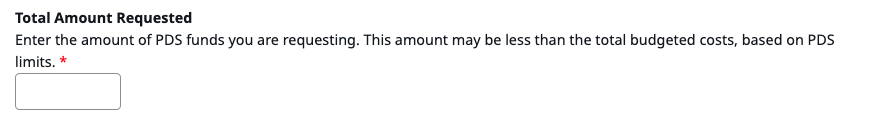 Total Amount Requested
Enter the amount of PDS funds you are requesting. This amount may be less than the total budgeted costs, based on PDS
limits. *